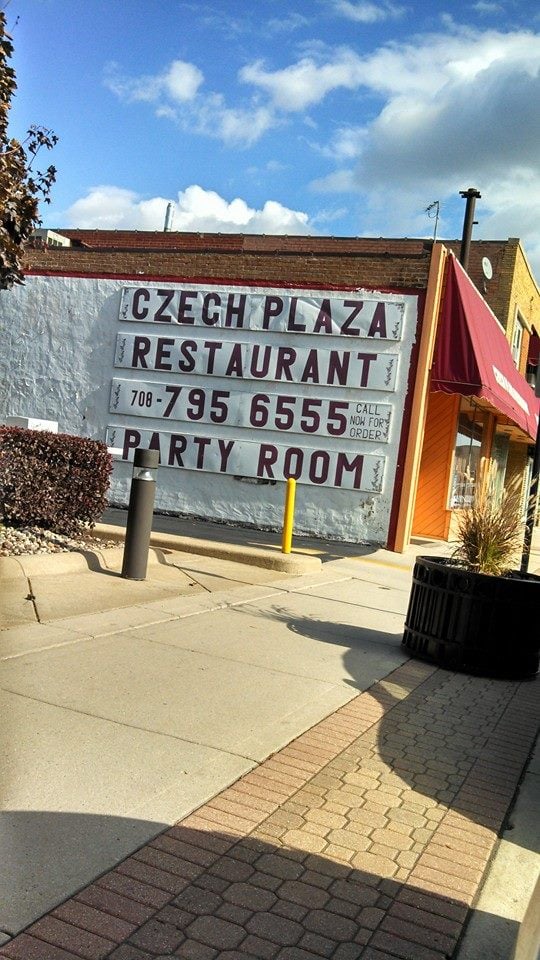 CZECH PLAZA
RESTAURANT
708-795 6555 CALL NOW FOR ORDER
PARTY ROOM